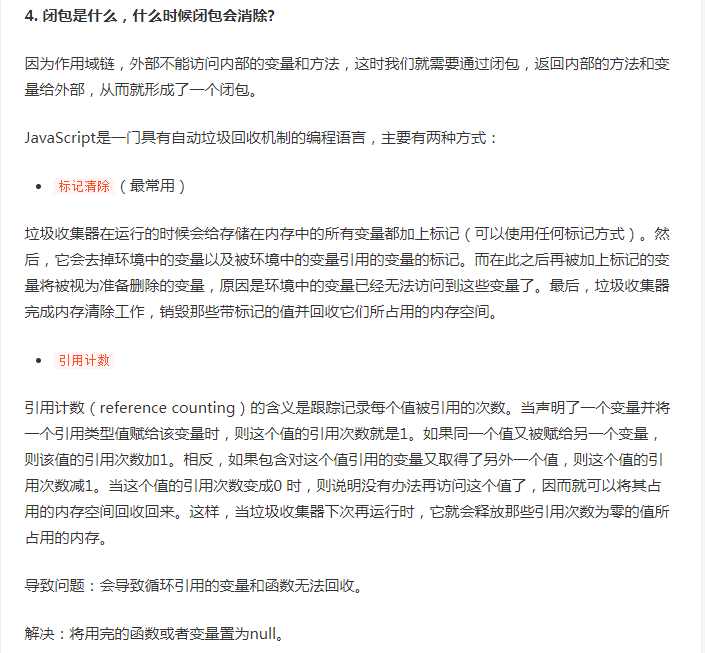 4. 闭包是什么，什么时候闭包会消除?
因为作用域链，外部不能访问内部的变量和方法，这时我们就需要通过闭包，返回内部的方法和变
量给外部，从而就形成了一个闭包。
JavaScript是一门具有自动垃圾回收机制的编程语言，主要有两种方式：
• 标记清除（最常用）
垃圾收集器在运行的时候会给存储在内存中的所有变量都加上标记（可以使用任何标记方式）。然
后，它会去掉环境中的变量以及被环境中的变量引用的变量的标记。而在此之后再被加上标记的变
量将被视为准备删除的变量，原因是环境中的变量已经无法访问到这些变量了。最后，垃圾收集器
完成内存清除工作，销毁那些带标记的值并回收它们所占用的内存空间。
• 引用计数
引用计数（reference counting）的含义是跟踪记录每个值被引用的次数。当声明了一个变量并将
一个引用类型值赋给该变量时，则这个值的引用次数就是1。如果同一个值又被赋给另一个变量，
则该值的引用次数加1。相反，如果包含对这个值引用的变量又取得了另外一个值，则这个值的引
用次数减1。当这个值的引用次数变成0 时，则说明没有办法再访问这个值了，因而就可以将其占
用的内存空间回收回来。这样，当垃圾收集器下次再运行时，它就会释放那些引用次数为零的值所
占用的内存。
导致问题：会导致循环引用的变量和函数无法回收。
解决：将用完的函数或者变量置为null。